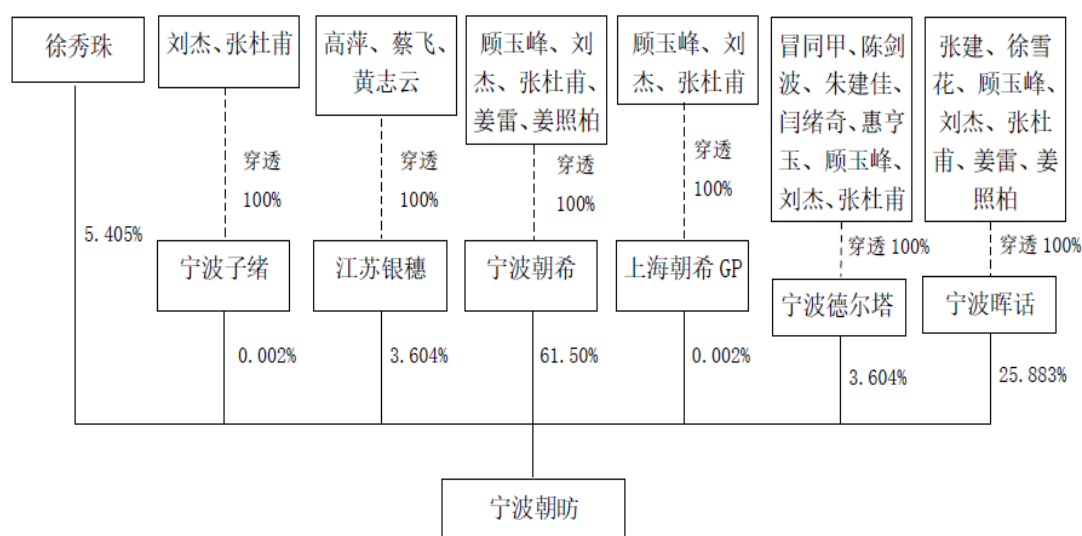 徐秀珠
刘杰、张杜甫
高萍、蔡飞、
黄志云
顾玉峰、刘
杰、张杜甫、
姜雷、姜照柏
顾玉峰、刘
杰、张杜甫
冒同甲、陈剑
波、朱建佳、
闫绪奇、惠亨
玉、顾玉峰、
刘杰、张杜甫
张建、徐雪
花、顾玉峰、
刘杰、张杜
甫、姜雷、姜
照柏
穿透
100%
穿透
100%
穿透
100%
穿透
100%
穿透 100%
穿透 100%
5.405%
宁波子绪
江苏银穗
宁波朝希
上海朝希 GP
宁波德尔塔
宁波晖话
0.002%
3.604%
61.50%
0.002%
3.604%
25.883%
宁波朝昉